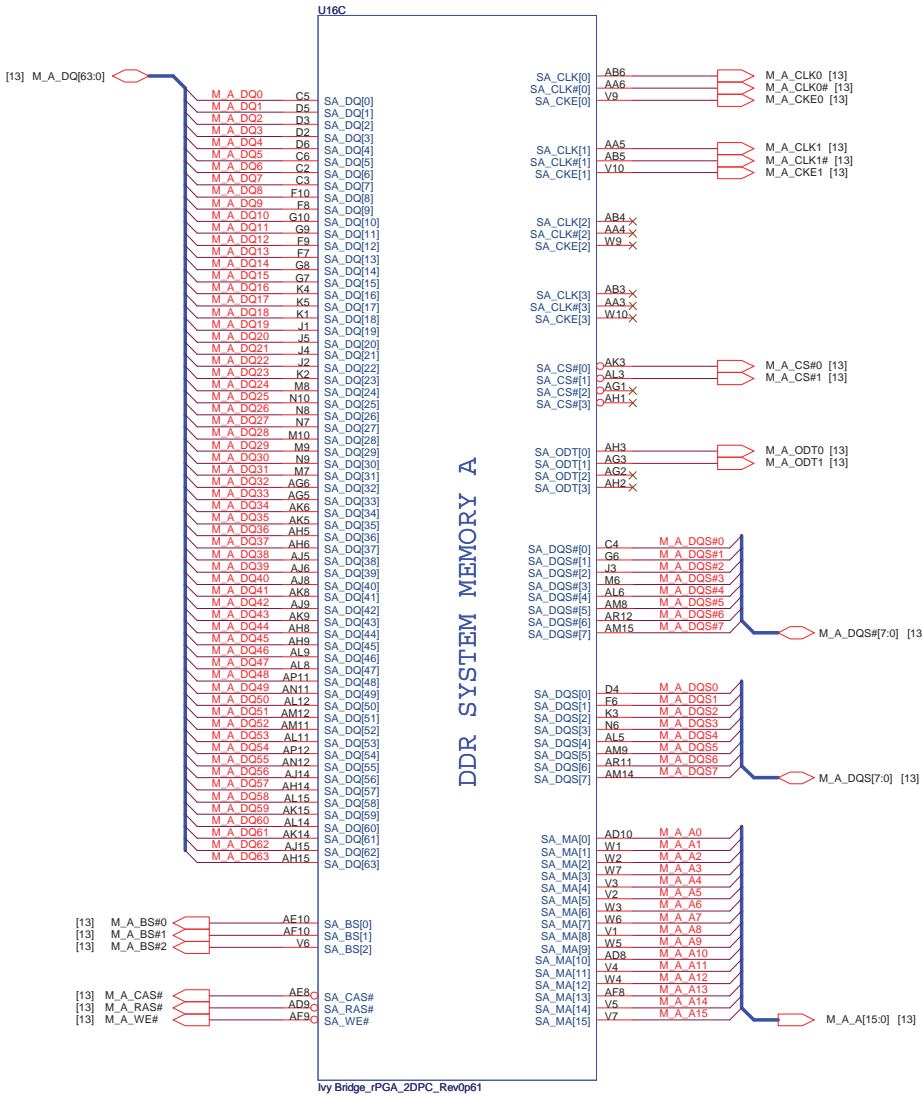 U16C
[13] M_A_DQ[63:0]
M_A_DQ0 C5 SA_DQ[0]
M_A_DQ1 D5 SA_DQ[1]
M_A_DQ2 D3 SA_DQ[2]
M_A_DQ3 D2 SA_DQ[3]
M_A_DQ4 D6 SA_DQ[4]
M_A_DQ5 C6 SA_DQ[5]
M_A_DQ6 C2 SA_DQ[6]
M_A_DQ7 C3 SA_DQ[7]
M_A_DQ8 F10 SA_DQ[8]
M_A_DQ9 F8 SA_DQ[9]
M_A_DQ10 G10 SA_DQ[10]
M_A_DQ11 G9 SA_DQ[11]
M_A_DQ12 F9 SA_DQ[12]
M_A_DQ13 F7 SA_DQ[13]
M_A_DQ14 G8 SA_DQ[14]
M_A_DQ15 G7 SA_DQ[15]
M_A_DQ16 K4 SA_DQ[16]
M_A_DQ17 K5 SA_DQ[17]
M_A_DQ18 K1 SA_DQ[18]
M_A_DQ19 J1 SA_DQ[19]
M_A_DQ20 J5 SA_DQ[20]
M_A_DQ21 J4 SA_DQ[21]
M_A_DQ22 J2 SA_DQ[22]
M_A_DQ23 K2 SA_DQ[23]
M_A_DQ24 M8 SA_DQ[24]
M_A_DQ25 N10 SA_DQ[25]
M_A_DQ26 N8 SA_DQ[26]
M_A_DQ27 N7 SA_DQ[27]
M_A_DQ28 M10 SA_DQ[28]
M_A_DQ29 M9 SA_DQ[29]
M_A_DQ30 N9 SA_DQ[30]
M_A_DQ31 M7 SA_DQ[31]
M_A_DQ32 AG6 SA_DQ[32]
M_A_DQ33 AG5 SA_DQ[33]
M_A_DQ34 AK6 SA_DQ[34]
M_A_DQ35 AK5 SA_DQ[35]
M_A_DQ36 AH5 SA_DQ[36]
M_A_DQ37 AH6 SA_DQ[37]
M_A_DQ38 AJ5 SA_DQ[38]
M_A_DQ39 AJ6 SA_DQ[39]
M_A_DQ40 AJ8 SA_DQ[40]
M_A_DQ41 AK8 SA_DQ[41]
M_A_DQ42 AJ9 SA_DQ[42]
M_A_DQ43 AK9 SA_DQ[43]
M_A_DQ44 AH8 SA_DQ[44]
M_A_DQ45 AH9 SA_DQ[45]
M_A_DQ46 AL9 SA_DQ[46]
M_A_DQ47 AL8 SA_DQ[47]
M_A_DQ48 AP11 SA_DQ[48]
M_A_DQ49 AN11 SA_DQ[49]
M_A_DQ50 AL12 SA_DQ[50]
M_A_DQ51 AM12 SA_DQ[51]
M_A_DQ52 AM11 SA_DQ[52]
M_A_DQ53 AL11 SA_DQ[53]
M_A_DQ54 AP12 SA_DQ[54]
M_A_DQ55 AN12 SA_DQ[55]
M_A_DQ56 AJ14 SA_DQ[56]
M_A_DQ57 AH14 SA_DQ[57]
M_A_DQ58 AL15 SA_DQ[58]
M_A_DQ59 AK15 SA_DQ[59]
M_A_DQ60 AL14 SA_DQ[60]
M_A_DQ61 AK14 SA_DQ[61]
M_A_DQ62 AJ15 SA_DQ[62]
M_A_DQ63 AH15 SA_DQ[63]
[13] M_A_BS#0 AE10 SA_BS[0]
[13] M_A_BS#1 AF10 SA_BS[1]
[13] M_A_BS#2 V6 SA_BS[2]
[13] M_A_CAS# AE8 SA_CAS#
[13] M_A_RAS# AD9 SA_RAS#
[13] M_A_WE# AF9 SA_WE#
DDR SYSTEM MEMORY A
SA_CLK[0] AB6 M_A_CLK0 [13]
SA_CLK#[0] AA6 M_A_CLK0# [13]
SA_CKE[0] V9 M_A_CKE0 [13]
SA_CLK[1] AA5 M_A_CLK1 [13]
SA_CLK#[1] AB5 M_A_CLK1# [13]
SA_CKE[1] V10 M_A_CKE1 [13]
SA_CLK[2] AB4
SA_CLK#[2] AA4
SA_CKE[2] W9
SA_CLK[3] AB3
SA_CLK#[3] AA3
SA_CKE[3] W10
SA_CS#[0] AK3 M_A_CS#0 [13]
SA_CS#[1] AL3 M_A_CS#1 [13]
SA_CS#[2] AG1
SA_CS#[3] AH1
SA_ODT[0] AH3 M_A_ODT0 [13]
SA_ODT[1] AG3 M_A_ODT1 [13]
SA_ODT[2] AG2
SA_ODT[3] AH2
SA_DQS#[0] C4 M_A_DQS#0
SA_DQS#[1] G6 M_A_DQS#1
SA_DQS#[2] J3 M_A_DQS#2
SA_DQS#[3] M6 M_A_DQS#3
SA_DQS#[4] AL6 M_A_DQS#4
SA_DQS#[5] AM8 M_A_DQS#5
SA_DQS#[6] AR12 M_A_DQS#6
SA_DQS#[7] AM15 M_A_DQS#7
M_A_DQS#[7:0] [13
SA_DQS[0] D4 M_A_DQS0
SA_DQS[1] F6 M_A_DQS1
SA_DQS[2] K3 M_A_DQS2
SA_DQS[3] N6 M_A_DQS3
SA_DQS[4] AL5 M_A_DQS4
SA_DQS[5] AM9 M_A_DQS5
SA_DQS[6] AR11 M_A_DQS6
SA_DQS[7] AM14 M_A_DQS7
M_A_DQS[7:0] [13]
SA_MA[0] AD10 M_A_A0
SA_MA[1] W1 M_A_A1
SA_MA[2] W2 M_A_A2
SA_MA[3] W7 M_A_A3
SA_MA[4] V3 M_A_A4
SA_MA[5] V2 M_A_A5
SA_MA[6] W3 M_A_A6
SA_MA[7] W6 M_A_A7
SA_MA[8] V1 M_A_A8
SA_MA[9] W5 M_A_A9
SA_MA[10] AD8 M_A_A10
SA_MA[11] V4 M_A_A11
SA_MA[12] W4 M_A_A12
SA_MA[13] AF8 M_A_A13
SA_MA[14] V5 M_A_A14
SA_MA[15] V7 M_A_A15
M_A_A[15:0] [13]
Ivy Bridge_rPGA_2DPC_Rev0p61